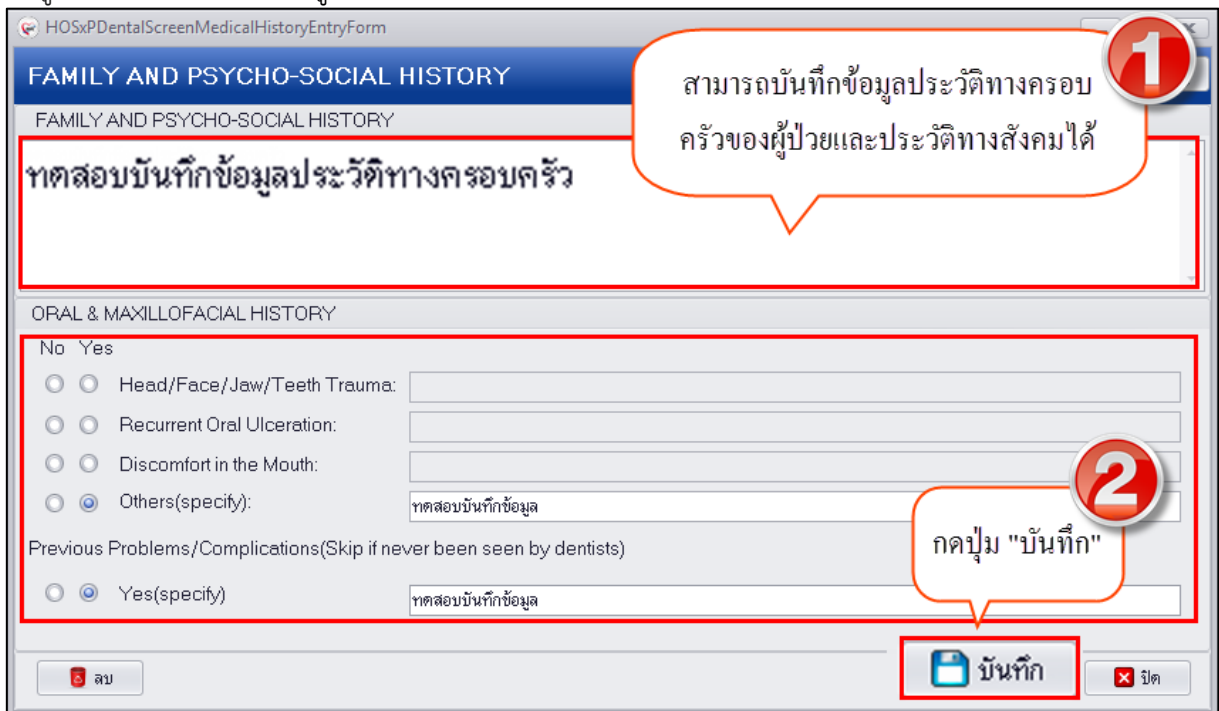 HOSxPDentalScreenMedicalHistoryEntryForm
FAMILY AND PSYCHO-SOCIAL HISTORY
1
สามารถบันทึกข้อมูลประวัติทางครอบ
ครัวของผู้ป่วยและประวัติทางสังคมได้
FAMILY AND PSYCHO-SOCIAL HISTORY
ทดสอบบันทึกข้อมูลประวัติทางครอบครัว
ORAL & MAXILLOFACIAL HISTORY
No Yes
Head/Face/Jaw/Teeth Trauma:
Recurrent Oral Ulceration:
Discomfort in the Mouth:
Others(specify): ทดสอบบันทึกข้อมูล
2
กดปุ่ม "บันทึก"
Previous Problems/Complications(Skip if never been seen by dentists)
Yes(specify) ทดสอบบันทึกข้อมูล
ลบ บันทึก ปิด